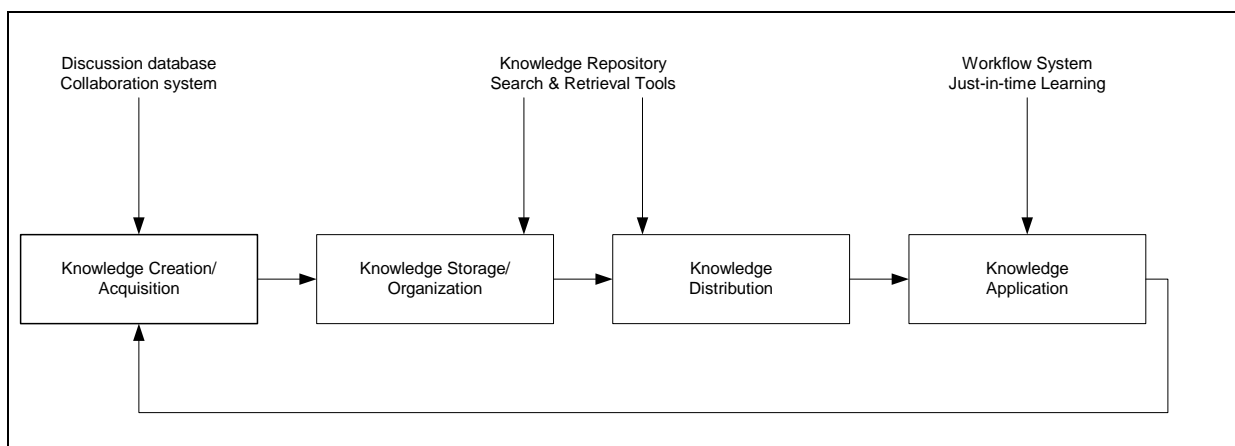 Discussion database
Collaboration system
Knowledge Repository
Search & Retrieval Tools
Workflow System
Just-in-time Learning
Knowledge Creation/
Acquisition
Knowledge Storage/
Organization
Knowledge
Distribution
Knowledge
Application